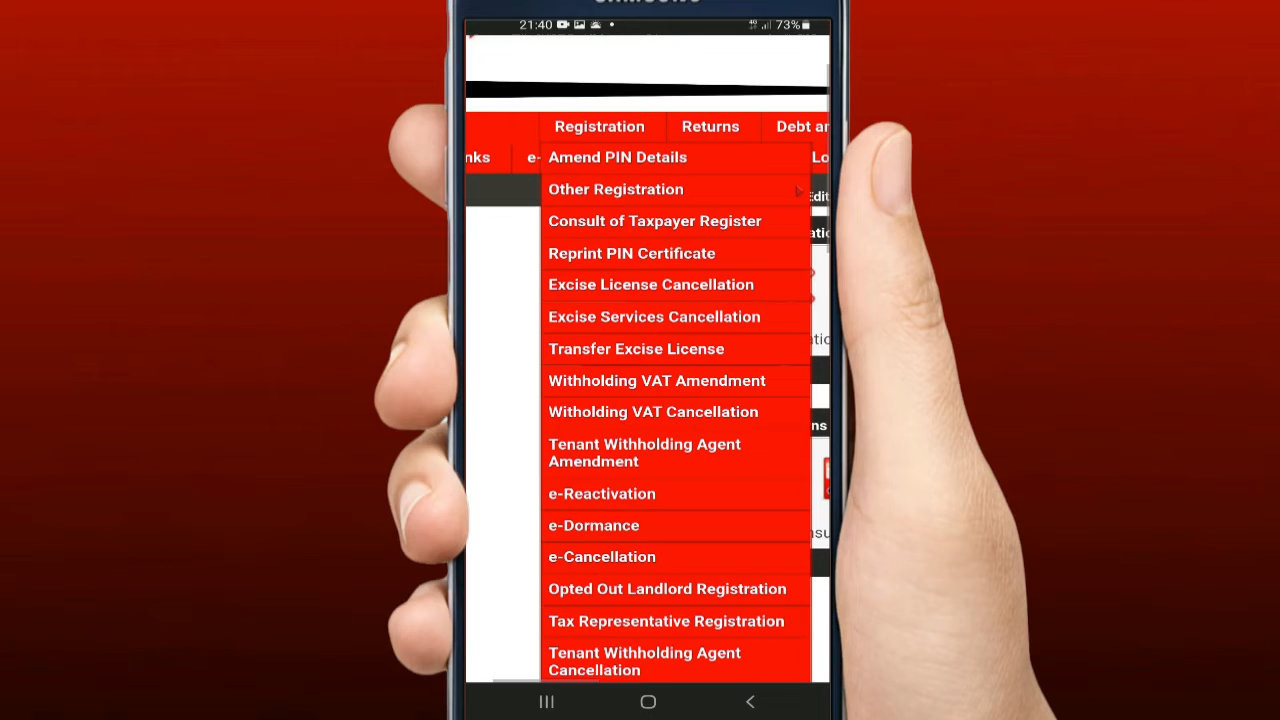 21:40 73%
Registration Returns Debt ar
nks e- Lo
Amend PIN Details
Other Registration Edit
Consult of Taxpayer Register
Reprint PIN Certificate
Excise License Cancellation
Excise Services Cancellation
Transfer Excise License
Withholding VAT Amendment
Witholding VAT Cancellation
Tenant Withholding Agent
Amendment
e-Reactivation
e-Dormance
e-Cancellation
Opted Out Landlord Registration
Tax Representative Registration
Tenant Withholding Agent
Cancellation